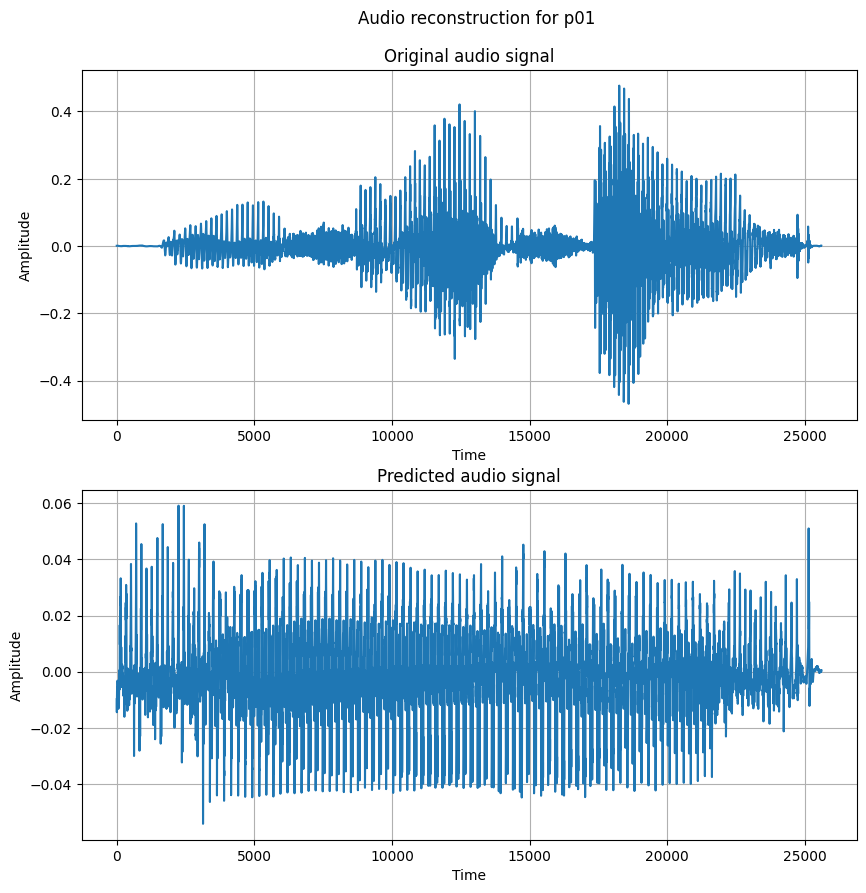 Audio reconstruction for p01
Original audio signal
0.4
0.2
0.0
−0.2
−0.4
Amplitude
0 5000 10000 15000 20000 25000
Time
Predicted audio signal
0.06
0.04
0.02
0.00
−0.02
−0.04
Amplitude
0 5000 10000 15000 20000 25000
Time